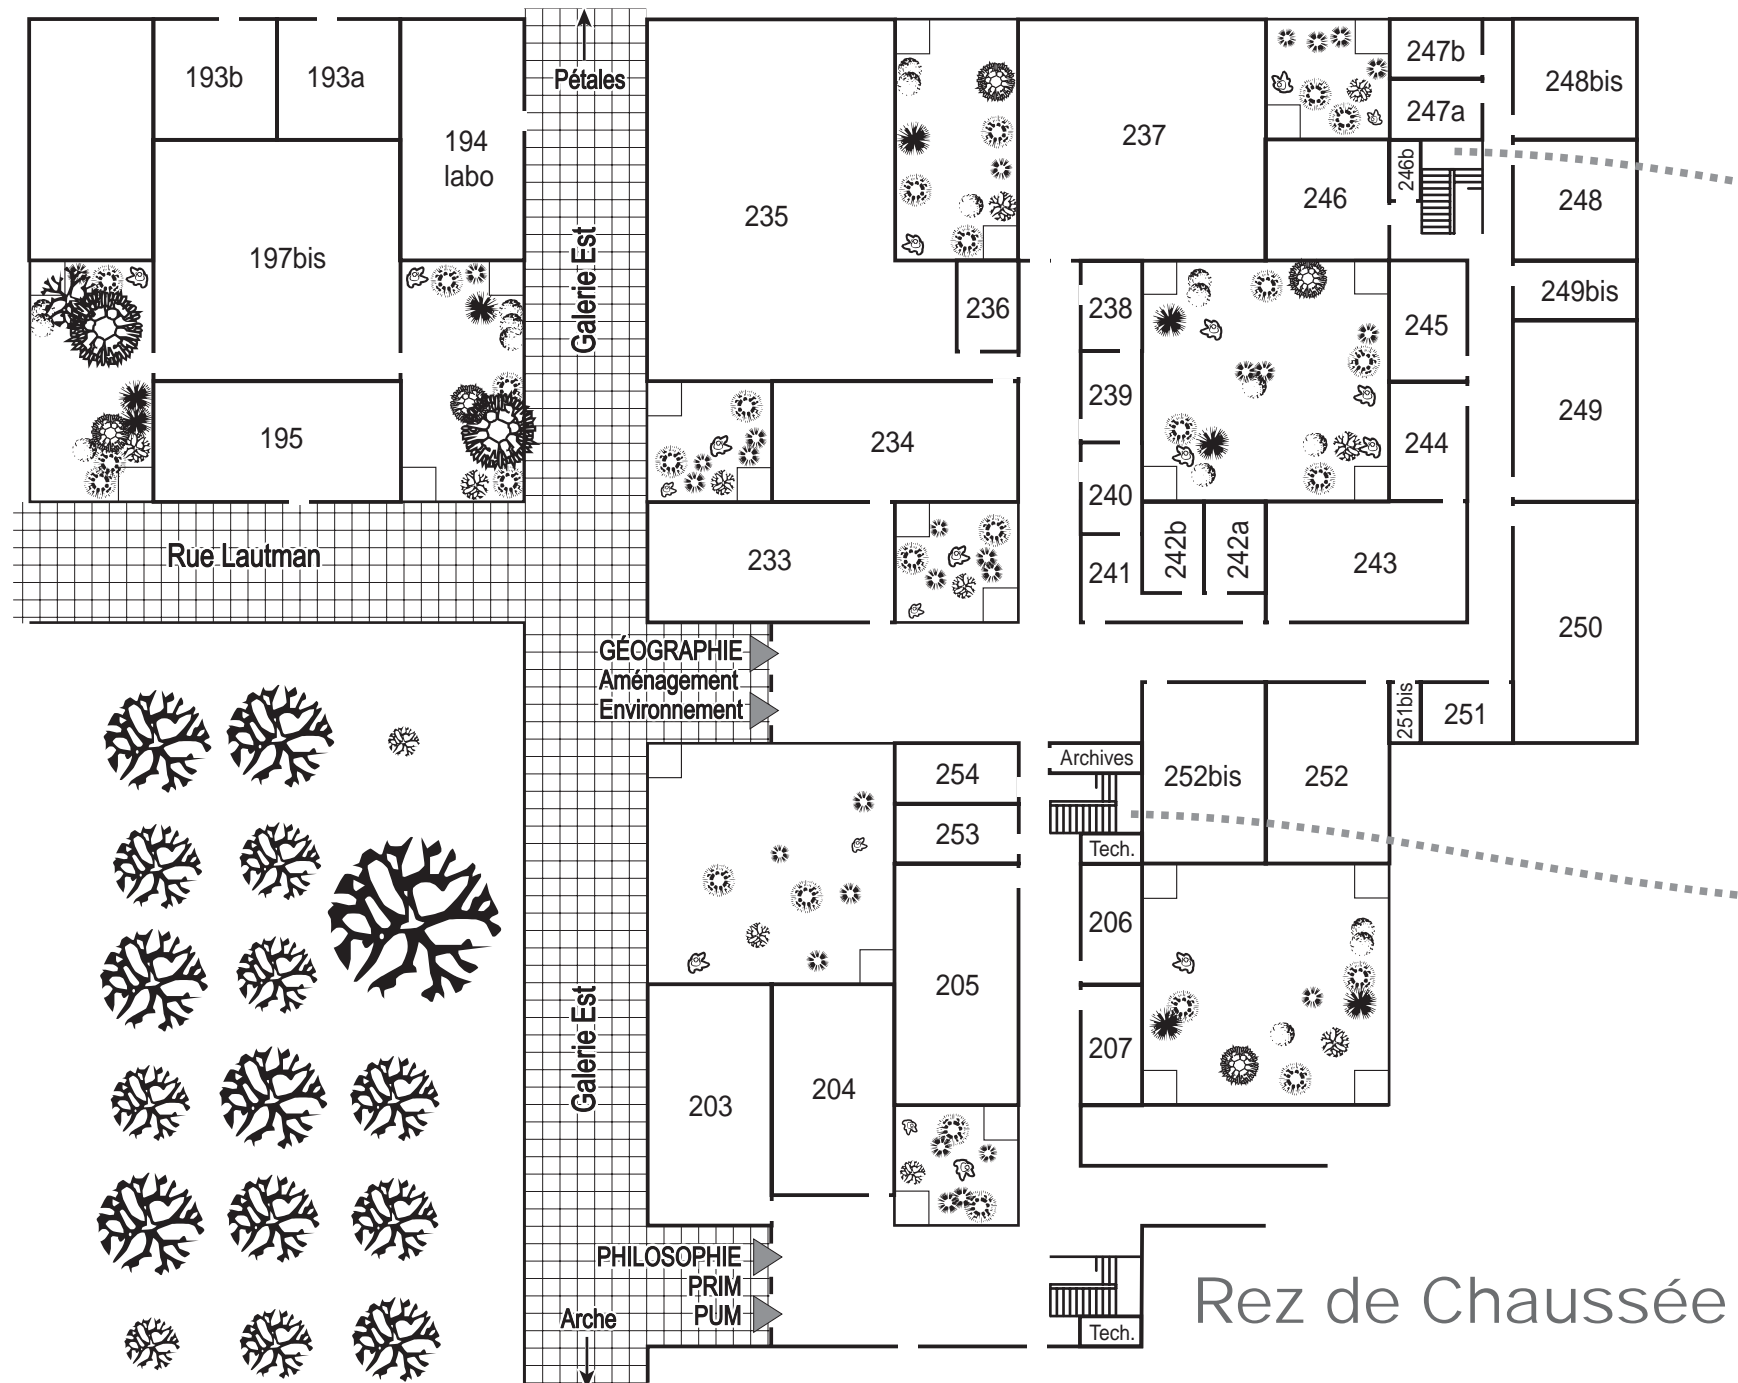 193b
193a
194
labo
197bis
195
Pétales
Galerie Est
Rue Lautman
235
237
247b
247a
248bis
246b
246
248
236
238
245
249bis
239
249
234
244
240
233
241
242b
242a
243
250
GÉOGRAPHIE
Aménagement
Environnement
251bis
251
254
Archives
252bis
252
253
Tech.
206
205
Galerie Est
207
203
204
PHILOSOPHIE
PRIM
PUM
Arche
Tech.
Rez de Chaussée